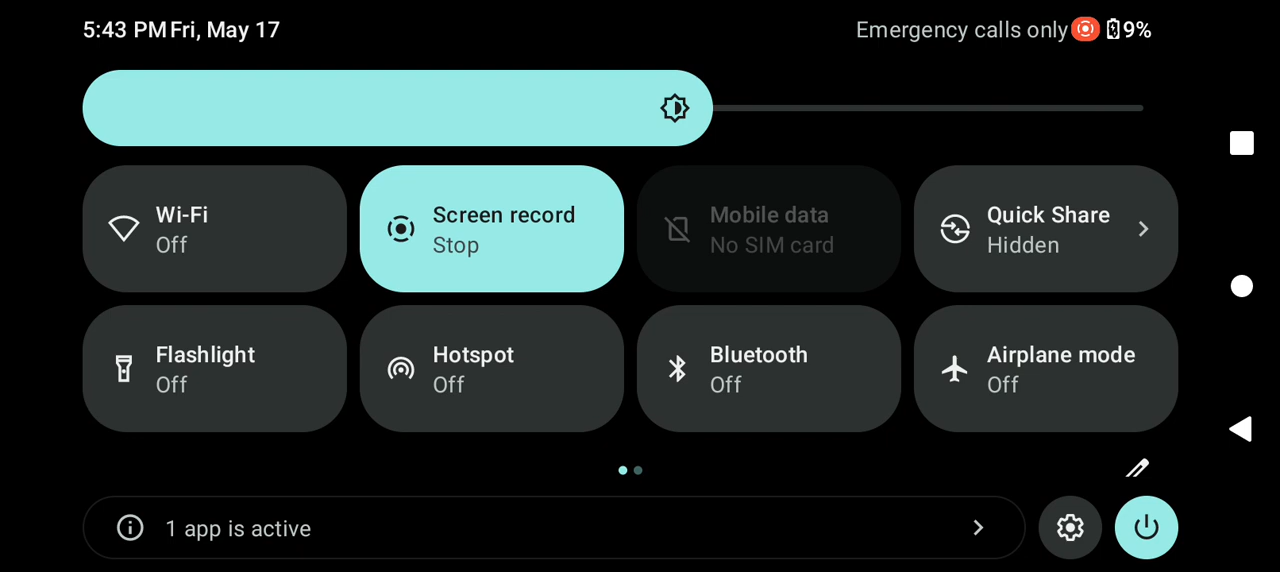 5:43 PM Fri, May 17
Emergency calls only 9%
Wi-Fi
Off
Screen record
Stop
Mobile data
No SIM card
Quick Share
Hidden
Flashlight
Off
Hotspot
Off
Bluetooth
Off
Airplane mode
Off
1 app is active